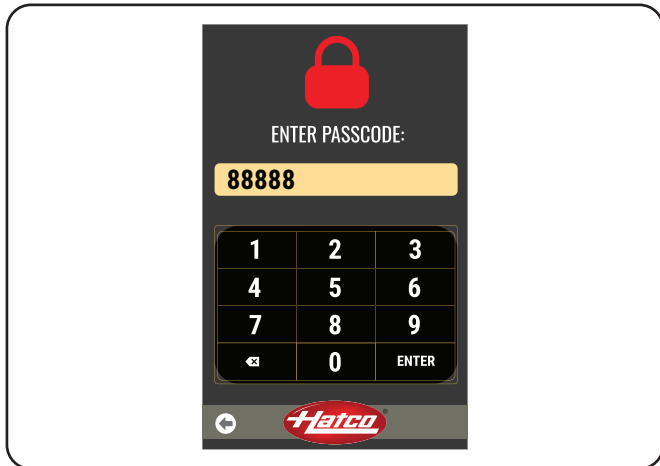 ENTER PASSCODE:
88888
1 2 3
4 5 6
7 8 9
0 ENTER
Hatco®